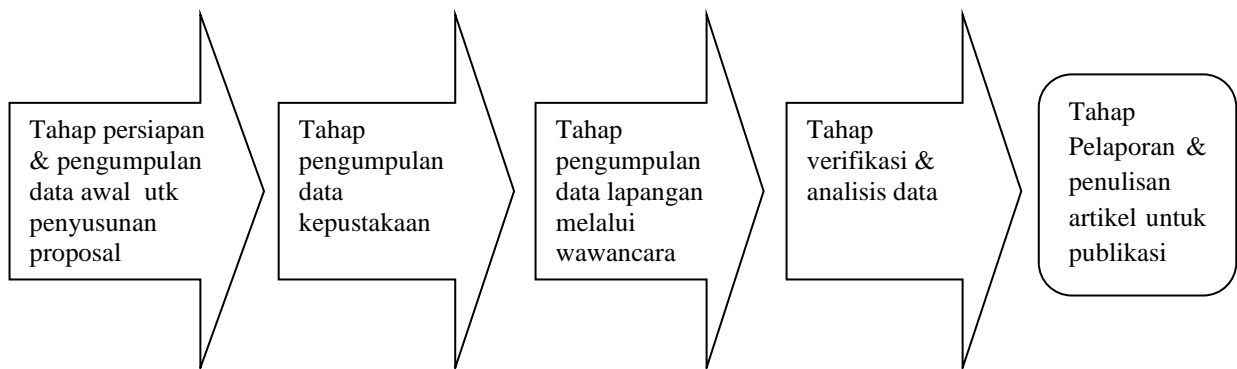 Tahap persiapan
& pengumpulan
data awal utk
penyusunan
proposal
Tahap
pengumpulan
data
kepustakaan
Tahap
pengumpulan
data lapangan
melalui
wawancara
Tahap
verifikasi &
analisis data
Tahap
Pelaporan &
penulisan
artikel untuk
publikasi